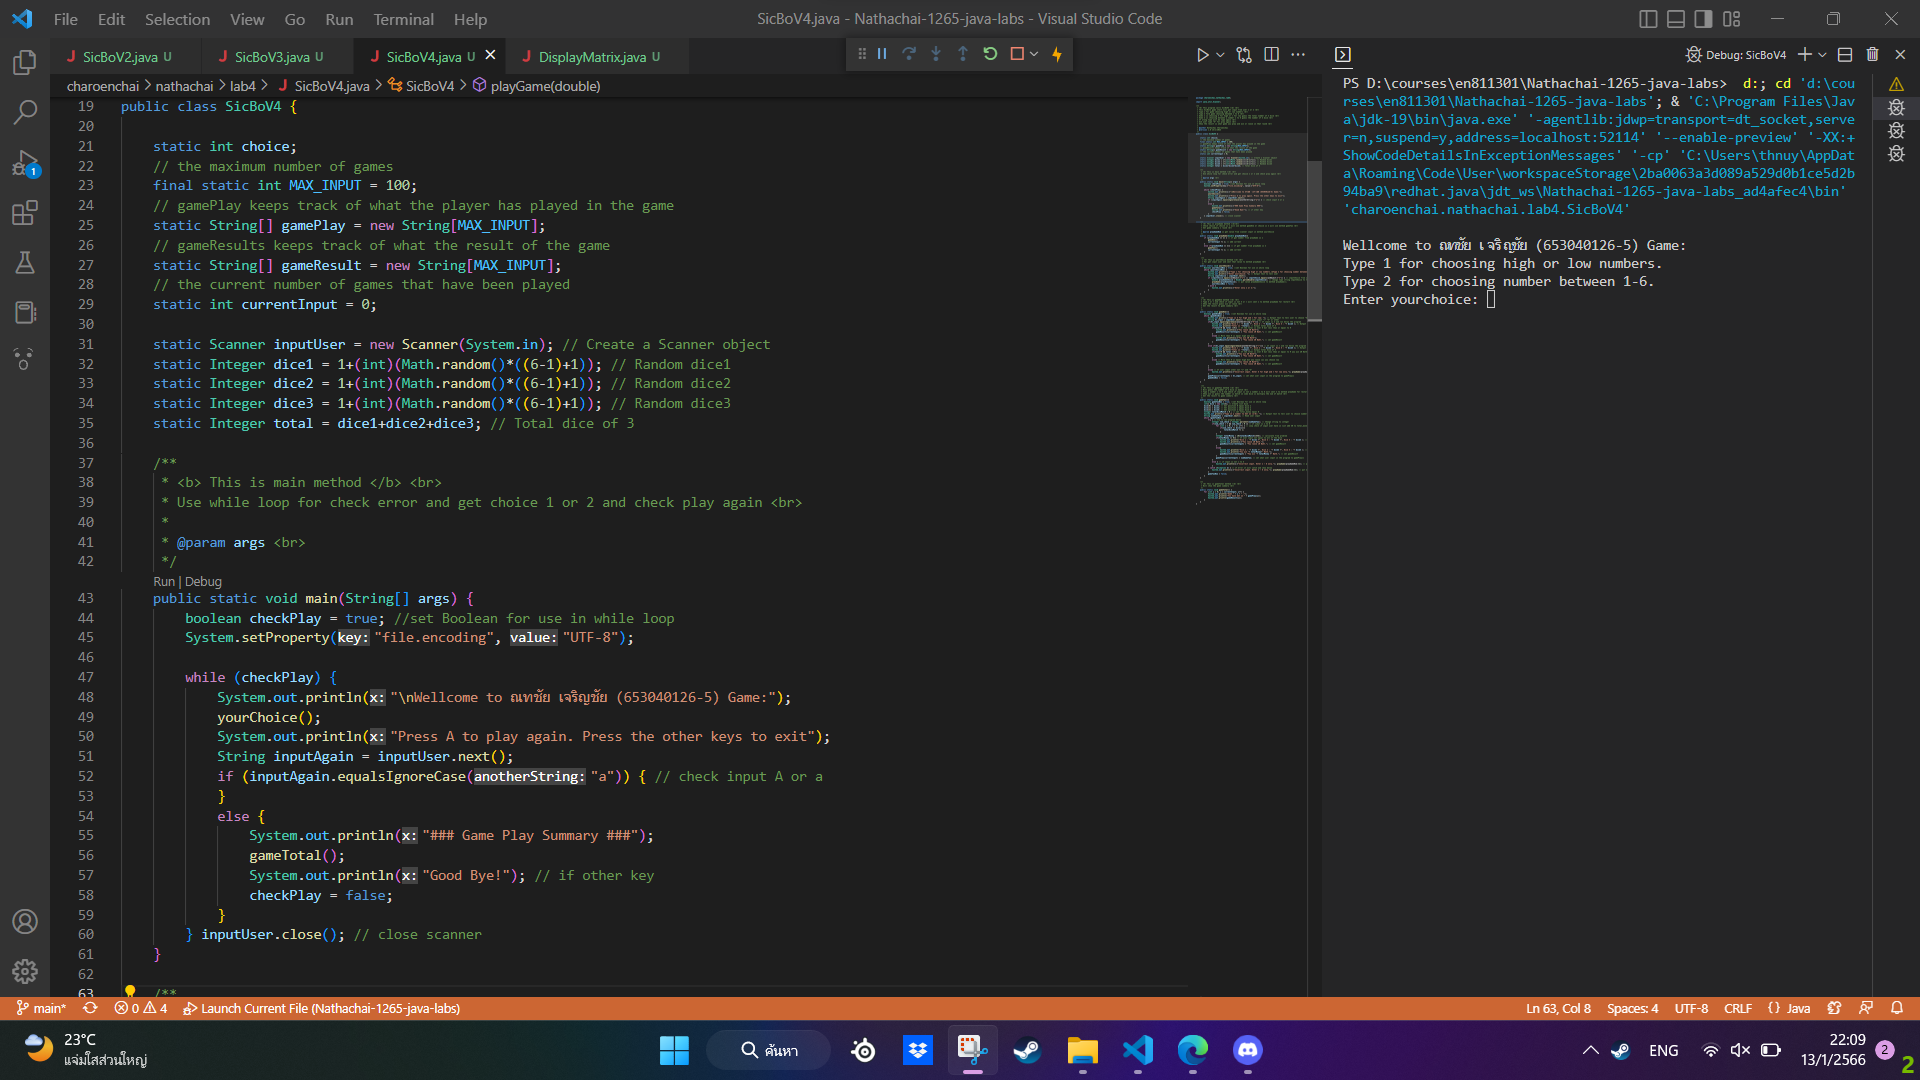 File Edit Selection View Go Run Terminal Help
SicBoV4.java - Nathachai-1265-java-labs - Visual Studio Code
SicBoV2.java U
SicBoV3.java U
SicBoV4.java U
DisplayMatrix.java U
Debug: SicBoV4
charoenchai > nathachai > lab4 > SicBoV4.java > SicBoV4 > playGame(double)
19 public class SicBoV4 {
20
21 static int choice;
22 // the maximum number of games
23 final static int MAX_INPUT = 100;
24 // gamePlay keeps track of what the player has played in the game
25 static String[] gamePlay = new String[MAX_INPUT];
26 // gameResults keeps track of what the result of the game
27 static String[] gameResult = new String[MAX_INPUT];
28 // the current number of games that have been played
29 static int currentInput = 0;
30
31 static Scanner inputUser = new Scanner(System.in); // Create a Scanner object
32 static Integer dice1 = 1+(int)(Math.random()*((6-1)+1)); // Random dice1
33 static Integer dice2 = 1+(int)(Math.random()*((6-1)+1)); // Random dice2
34 static Integer dice3 = 1+(int)(Math.random()*((6-1)+1)); // Random dice3
35 static Integer total = dice1+dice2+dice3; // Total dice of 3
36
37 /**
38 * <b> This is main method </b> <br>
39 * Use while loop for check error and get choice 1 or 2 and check play again <br>
40 *
41 * @param args <br>
42 */
Run | Debug
43 public static void main(String[] args) {
44 boolean checkPlay = true; //set Boolean for use in while loop
45 System.setProperty(key: "file.encoding", value: "UTF-8");
46
47 while (checkPlay) {
48 System.out.println(x: "\nWellcome to ณทชัย เจริญชัย (653040126-5) Game:");
49 yourChoice();
50 System.out.println(x: "Press A to play again. Press the other keys to exit");
51 String inputAgain = inputUser.next();
52 if (inputAgain.equalsIgnoreCase(anotherString: "a")) { // check input A or a
53 }
54 else {
55 System.out.println(x: "### Game Play Summary ###");
56 gameTotal();
57 System.out.println(x: "Good Bye!"); // if other key
58 checkPlay = false;
59 }
60 } inputUser.close(); // close scanner
61 }
62
63 /**
PS D:\courses\en811301\Nathachai-1265-java-labs> d:; cd 'd:\cou
rses\en811301\Nathachai-1265-java-labs'; & 'C:\Program Files\Jav
a\jdk-19\bin\java.exe' '-agentlib:jdwp=transport=dt_socket,serve
r=n,suspend=y,address=localhost:52114' '--enable-preview' '-XX:+
ShowCodeDetailsInExceptionMessages' '-cp' 'C:\Users\thnuy\AppDat
a\Roaming\Code\User\workspaceStorage\2ba0063a3d089a529d0b1ce5d2b
94ba9\redhat.java\jdt_ws\Nathachai-1265-java-labs_ad4afec4\bin'
'charoenchai.nathachai.lab4.SicBoV4'
Wellcome to ณทชัย เจริญชัย (653040126-5) Game:
Type 1 for choosing high or low numbers.
Type 2 for choosing number between 1-6.
Enter yourchoice:
1
main* 0 4 Launch Current File (Nathachai-1265-java-labs)
Ln 63, Col 8 Spaces: 4 UTF-8 CRLF {} Java
23°C
แจ่มใสส่วนใหญ่
ค้นหา
ENG
22:09
13/1/2566
2
2